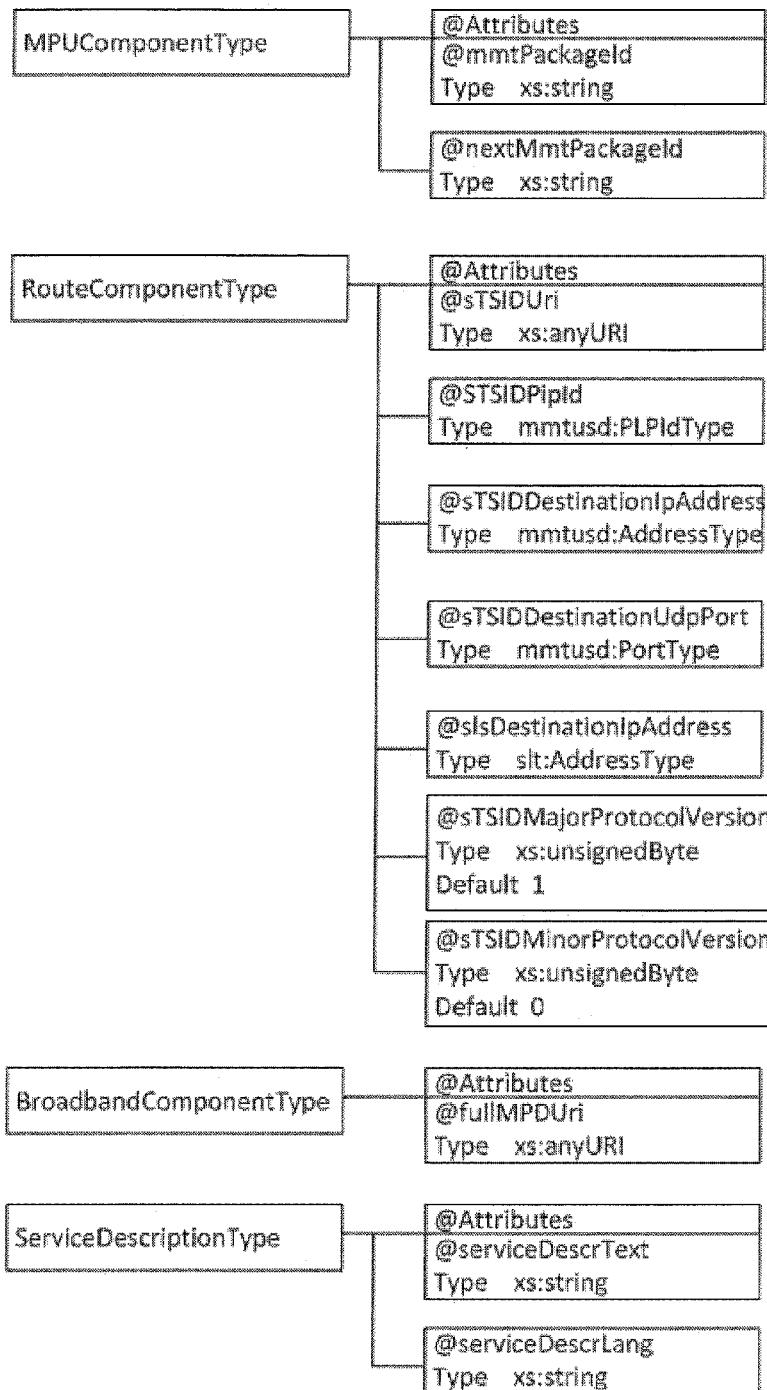 MPUComponentType
@Attributes
@mmtPackageId
Type xs:string
@nextMmtPackageId
Type xs:string
RouteComponentType
@Attributes
@sTSIDUri
Type xs:anyURI
@STSIDPipId
Type mmtusd:PLPIdType
@sTSIDDestinationIpAddress
Type mmtusd:AddressType
@sTSIDDestinationUdpPort
Type mmtusd:PortType
@slsDestinationIpAddress
Type slt:AddressType
@sTSIDMajorProtocolVersion
Type xs:unsignedByte
Default 1
@sTSIDMinorProtocolVersion
Type xs:unsignedByte
Default 0
BroadbandComponentType
@Attributes
@fullMPDUri
Type xs:anyURI
ServiceDescriptionType
@Attributes
@serviceDescrText
Type xs:string
@serviceDescrLang
Type xs:string